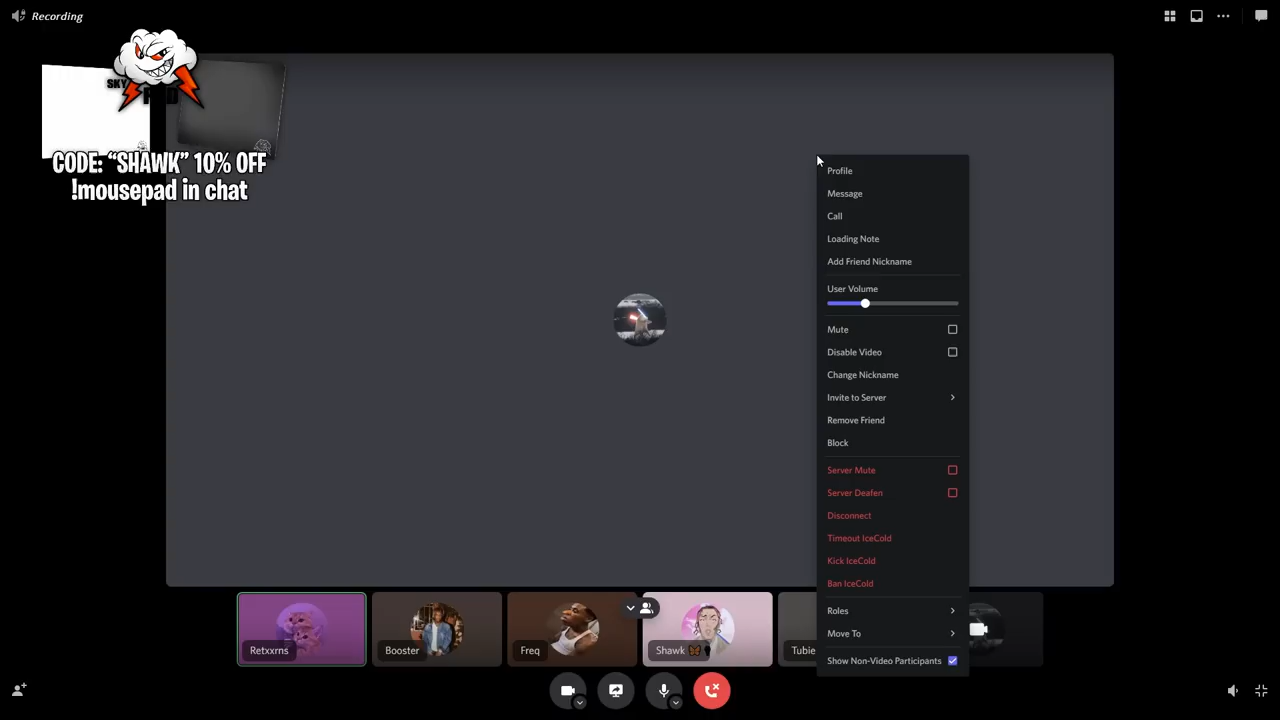 Recording
SKY
CODE: “SHAWK” 10% OFF
!mousepad in chat
Profile
Message
Call
Loading Note
Add Friend Nickname
User Volume
Mute
Disable Video
Change Nickname
Invite to Server
Remove Friend
Block
Server Mute
Server Deafen
Disconnect
Timeout IceCold
Kick IceCold
Ban IceCold
Roles
Move To
Show Non-Video Participants
Retxxrns
Booster
Freq
Shawk
Tubie